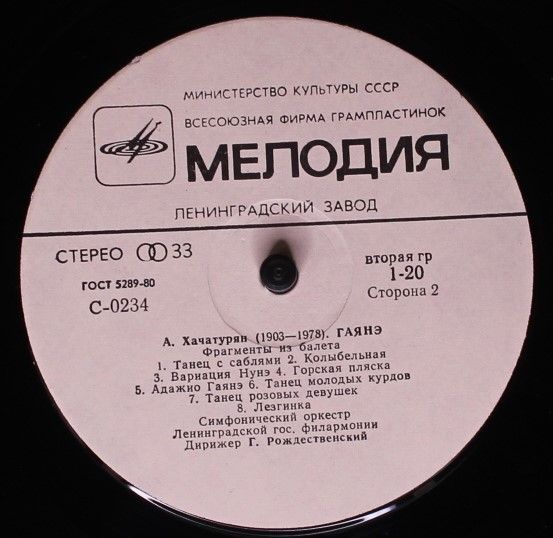 МИНИСТЕРСТВО КУЛЬТУРЫ СССР
ВСЕСОЮЗНАЯ ФИРМА ГРАМПЛАСТИНОК
МЕЛОДИЯ
ЛЕНИНГРАДСКИЙ ЗАВОД
СТЕРЕО 33
ГОСТ 5289-80
С-0234
вторая гр
1-20
Сторона 2
А. Хачатурян (1903—1978). ГАЯНЭ
Фрагменты из балета
1. Танец с саблями 2. Колыбельная
3. Вариация Нунэ 4. Горская пляска
5. Адажио Гаянэ 6. Танец молодых курдов
7. Танец розовых девушек
8. Лезгинка
Симфонический оркестр
Ленинградской гос. филармонии
Дирижер Г. Рождественский